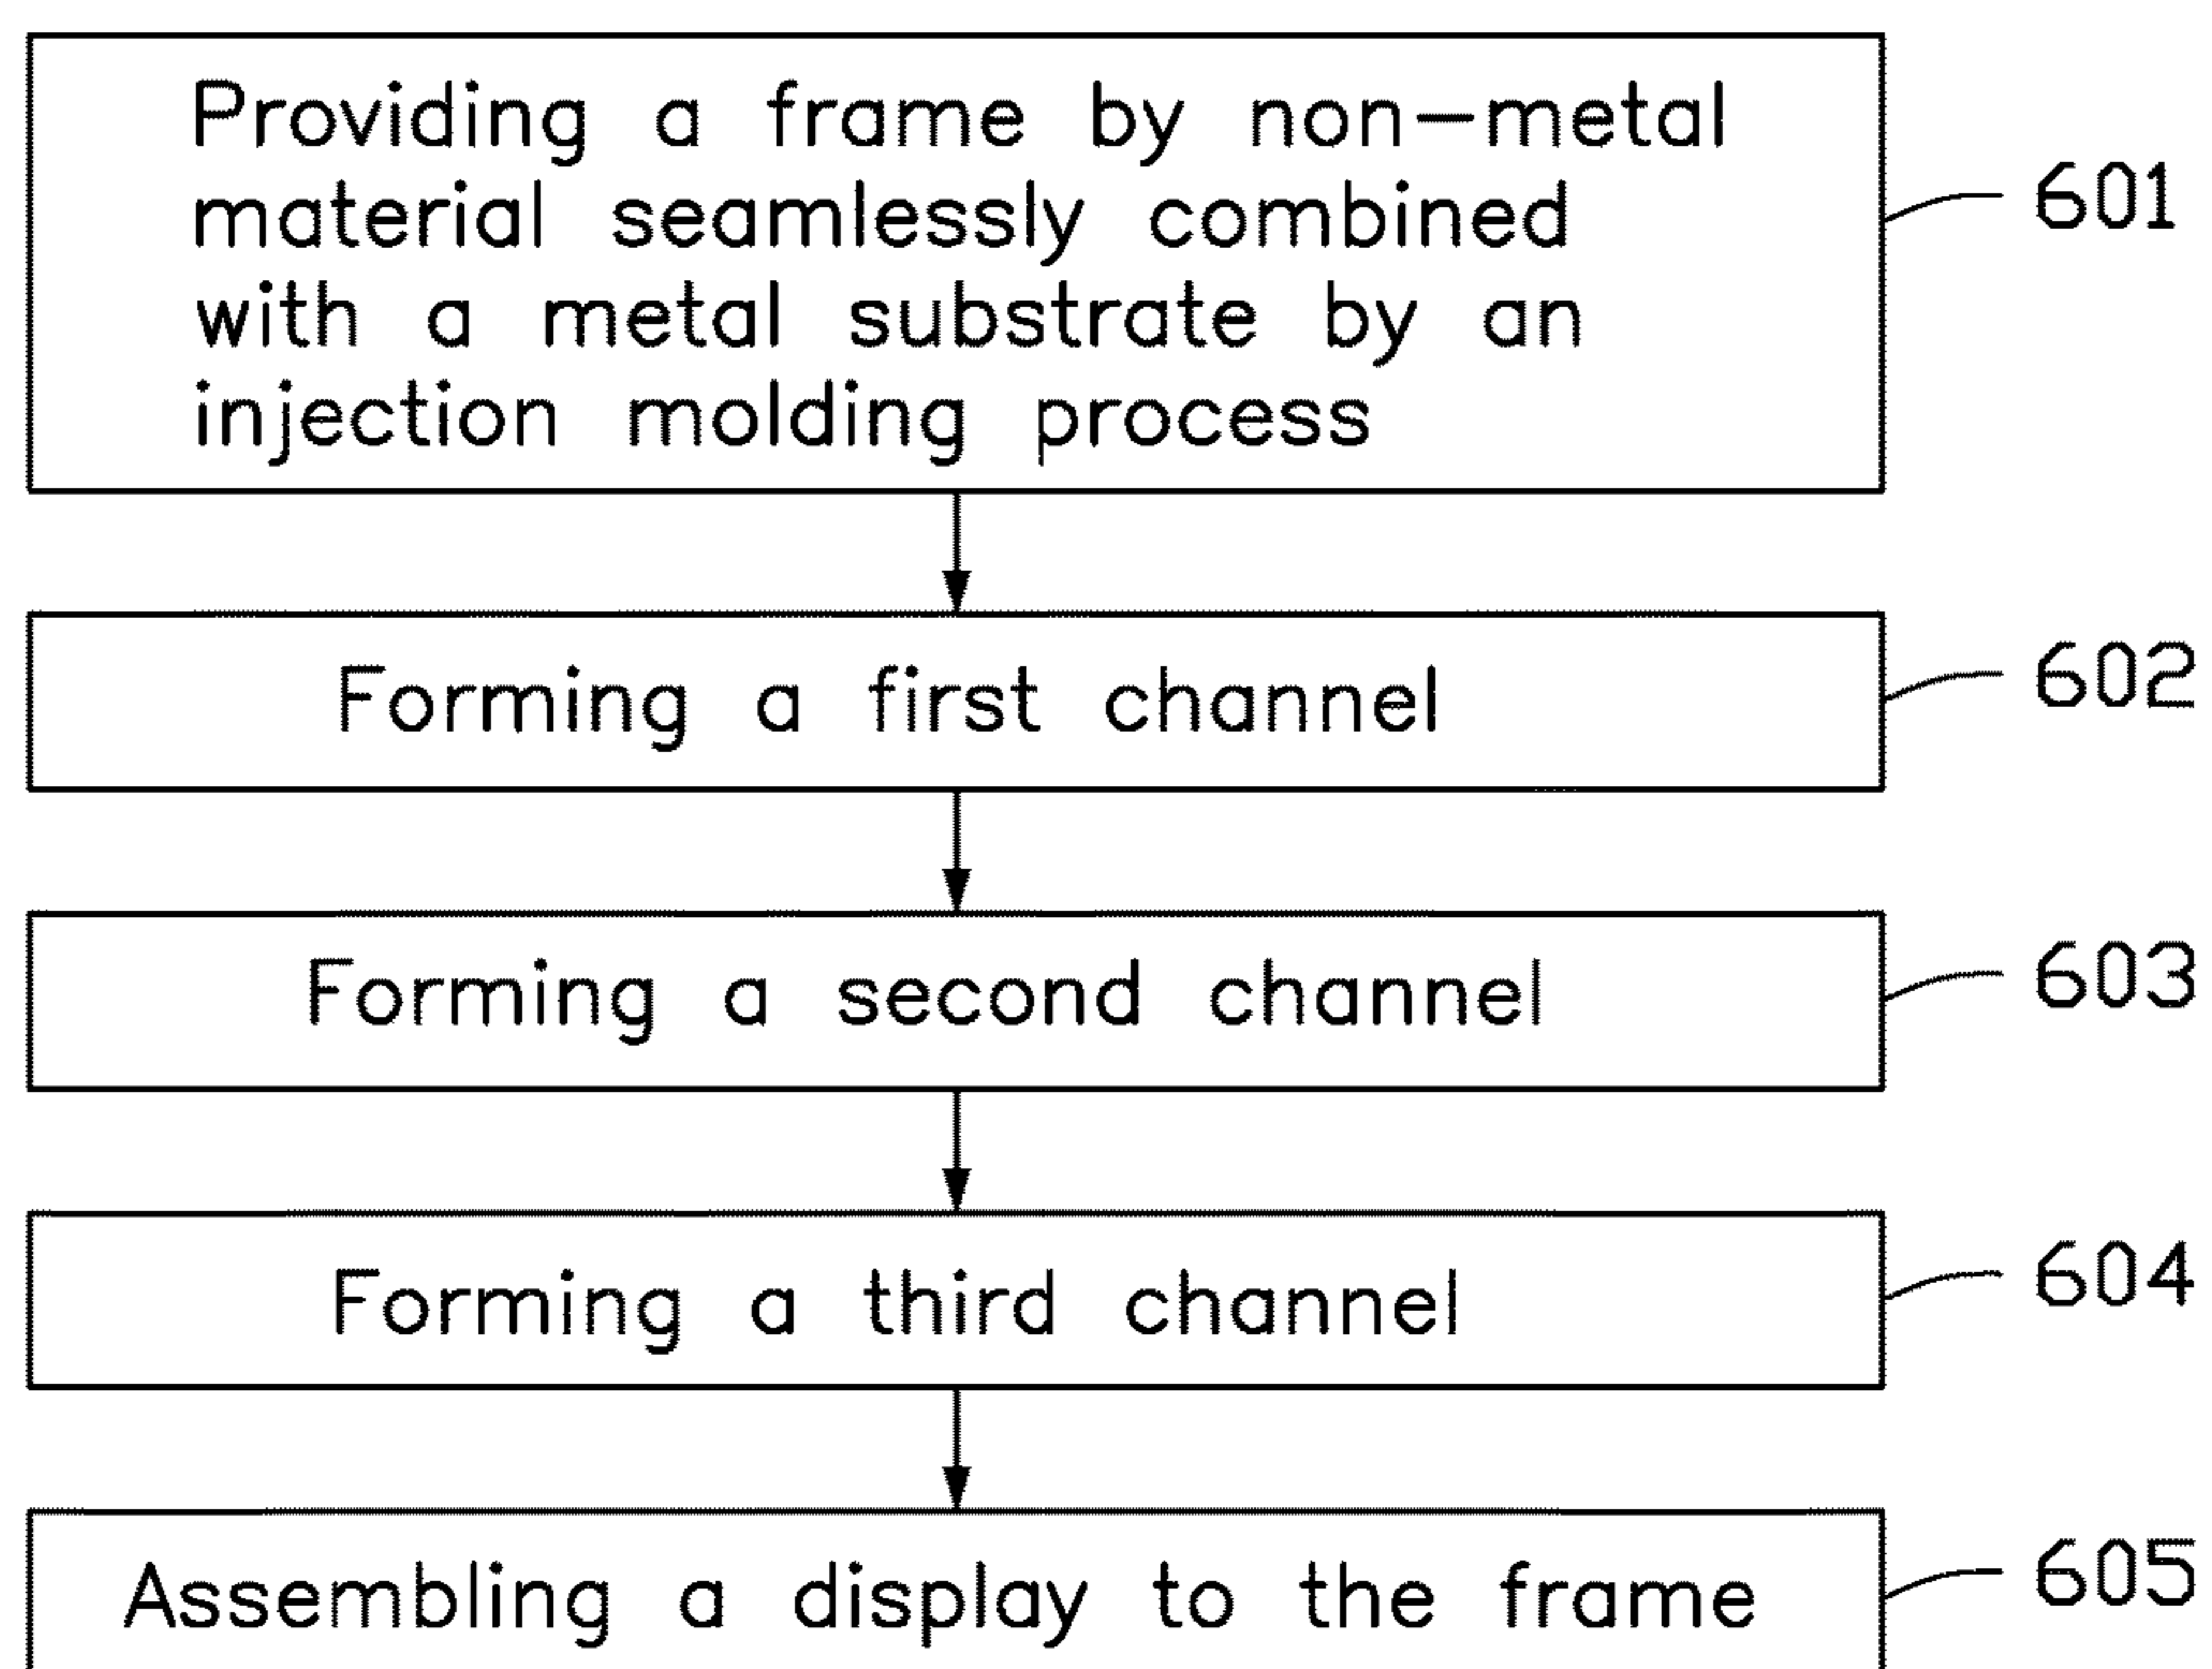 Providing a frame by non-metal
material seamlessly combined
with a metal substrate by an
injection molding process
601
Forming a first channel
602
Forming a second channel
603
Forming a third channel
604
Assembling a display to the frame
605